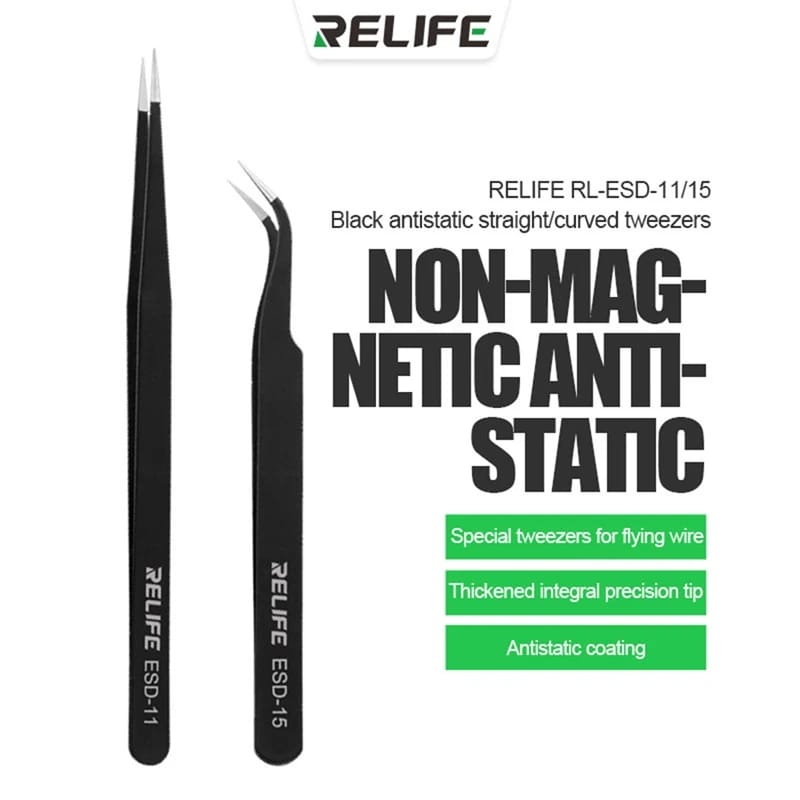 RELIFE
RELIFE RL-ESD-11/15
Black antistatic straight/curved tweezers
NON-MAG-
NETIC ANTI-
STATIC
Special tweezers for flying wire
Thickened integral precision tip
Antistatic coating
RELIFE ESD-11
RELIFE ESD-15